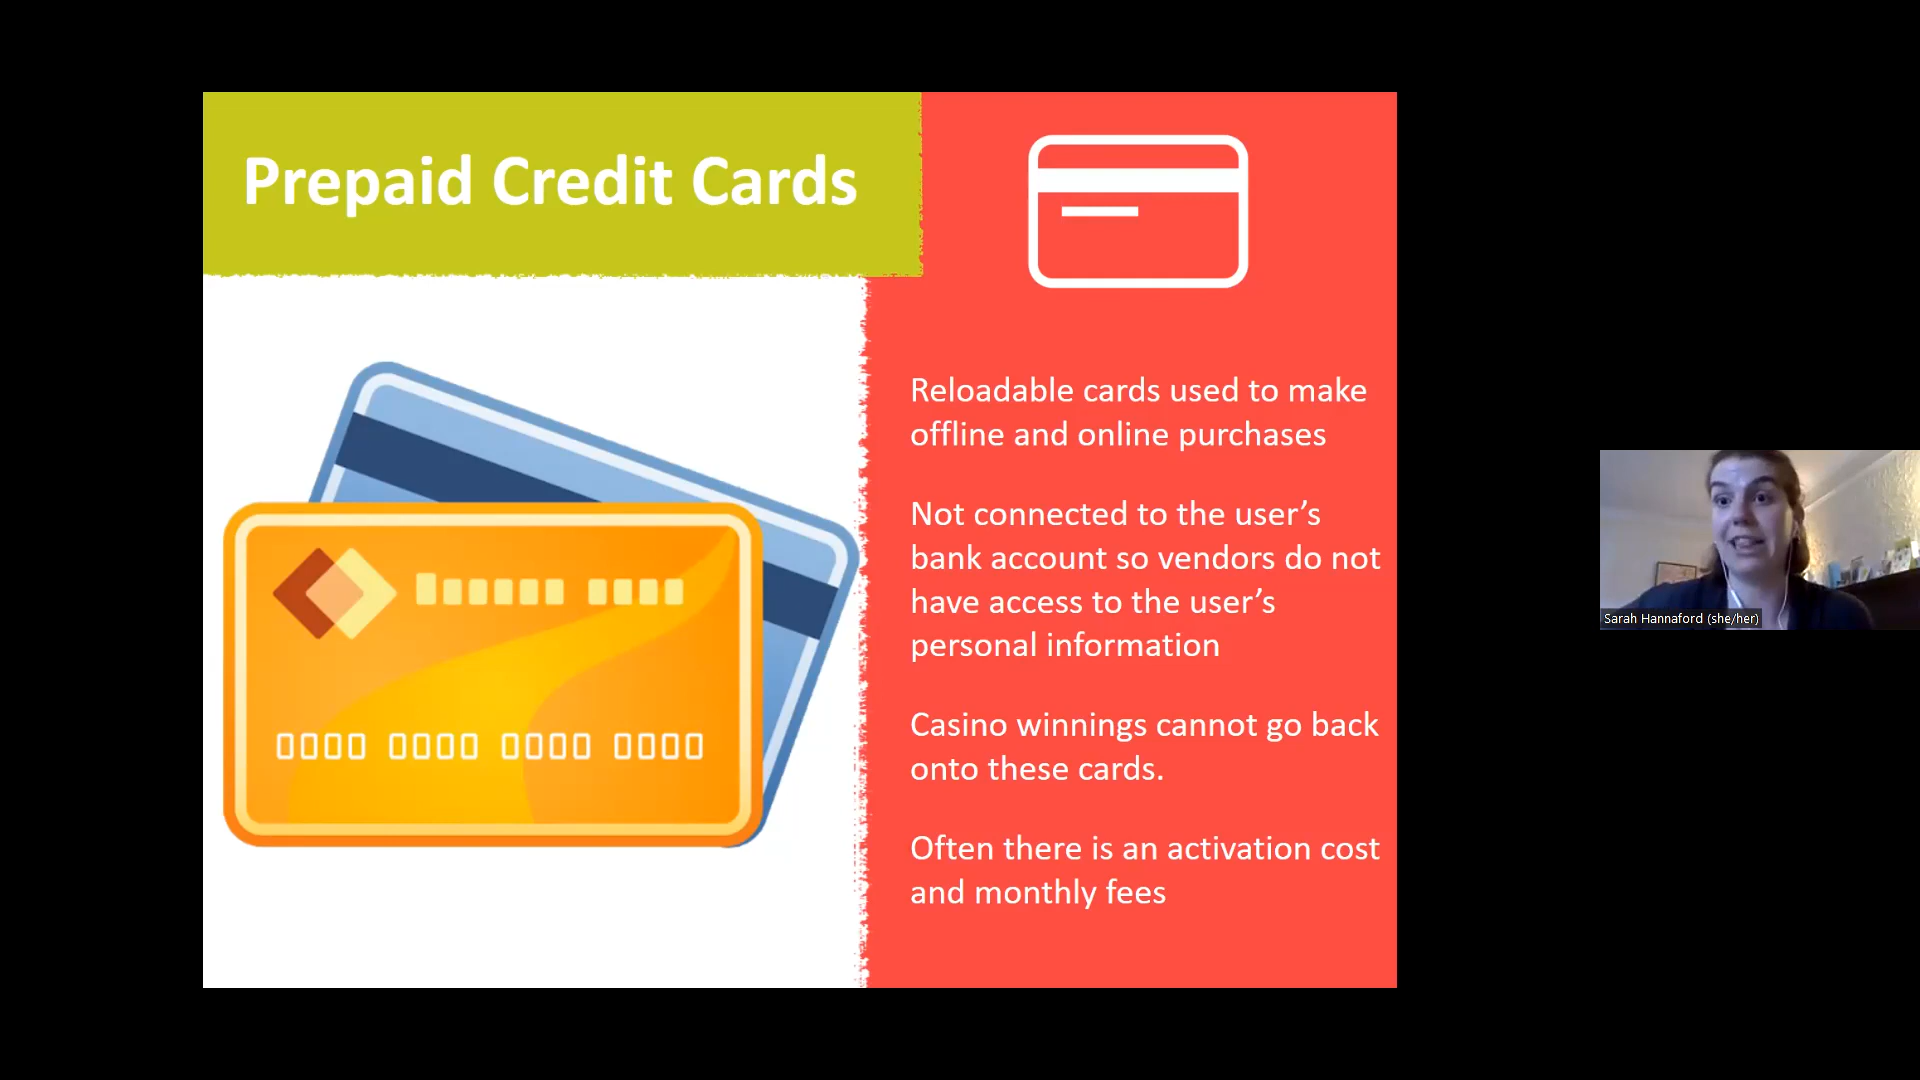 Prepaid Credit Cards
Reloadable cards used to make
offline and online purchases
Not connected to the user’s
bank account so vendors do not
have access to the user’s
personal information
Casino winnings cannot go back
onto these cards.
Often there is an activation cost
and monthly fees
Sarah Hannaford (she/her)